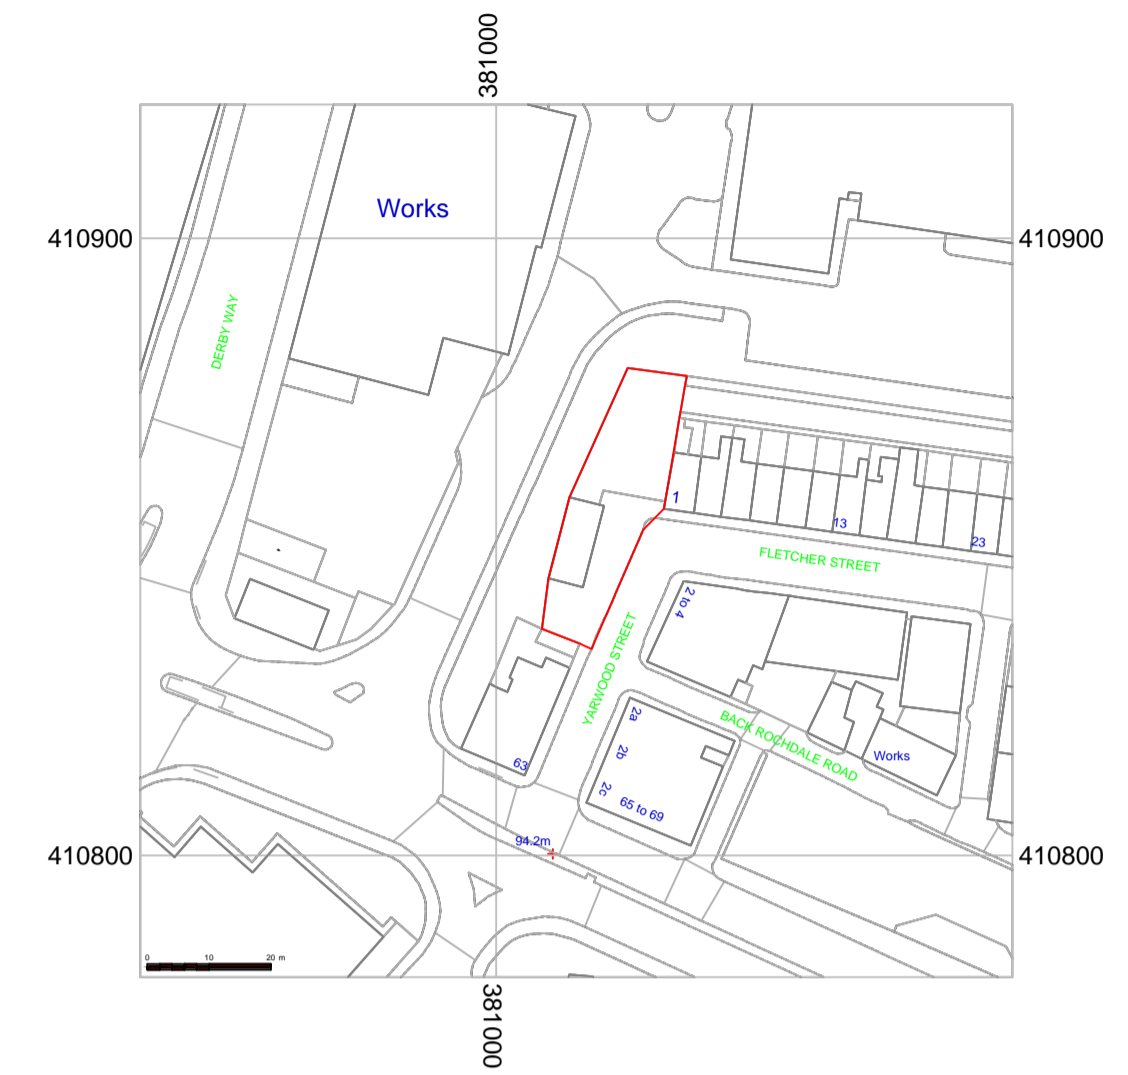 381000
Works
410900
410900
DERBY WAY
1
13
23
FLETCHER STREET
2 to 4
YARWOOD STREET
2a
BACK ROCHDALE ROAD
2b
Works
63
2c
65 to 69
94.2m
410800
410800
0 10 20 m
381000